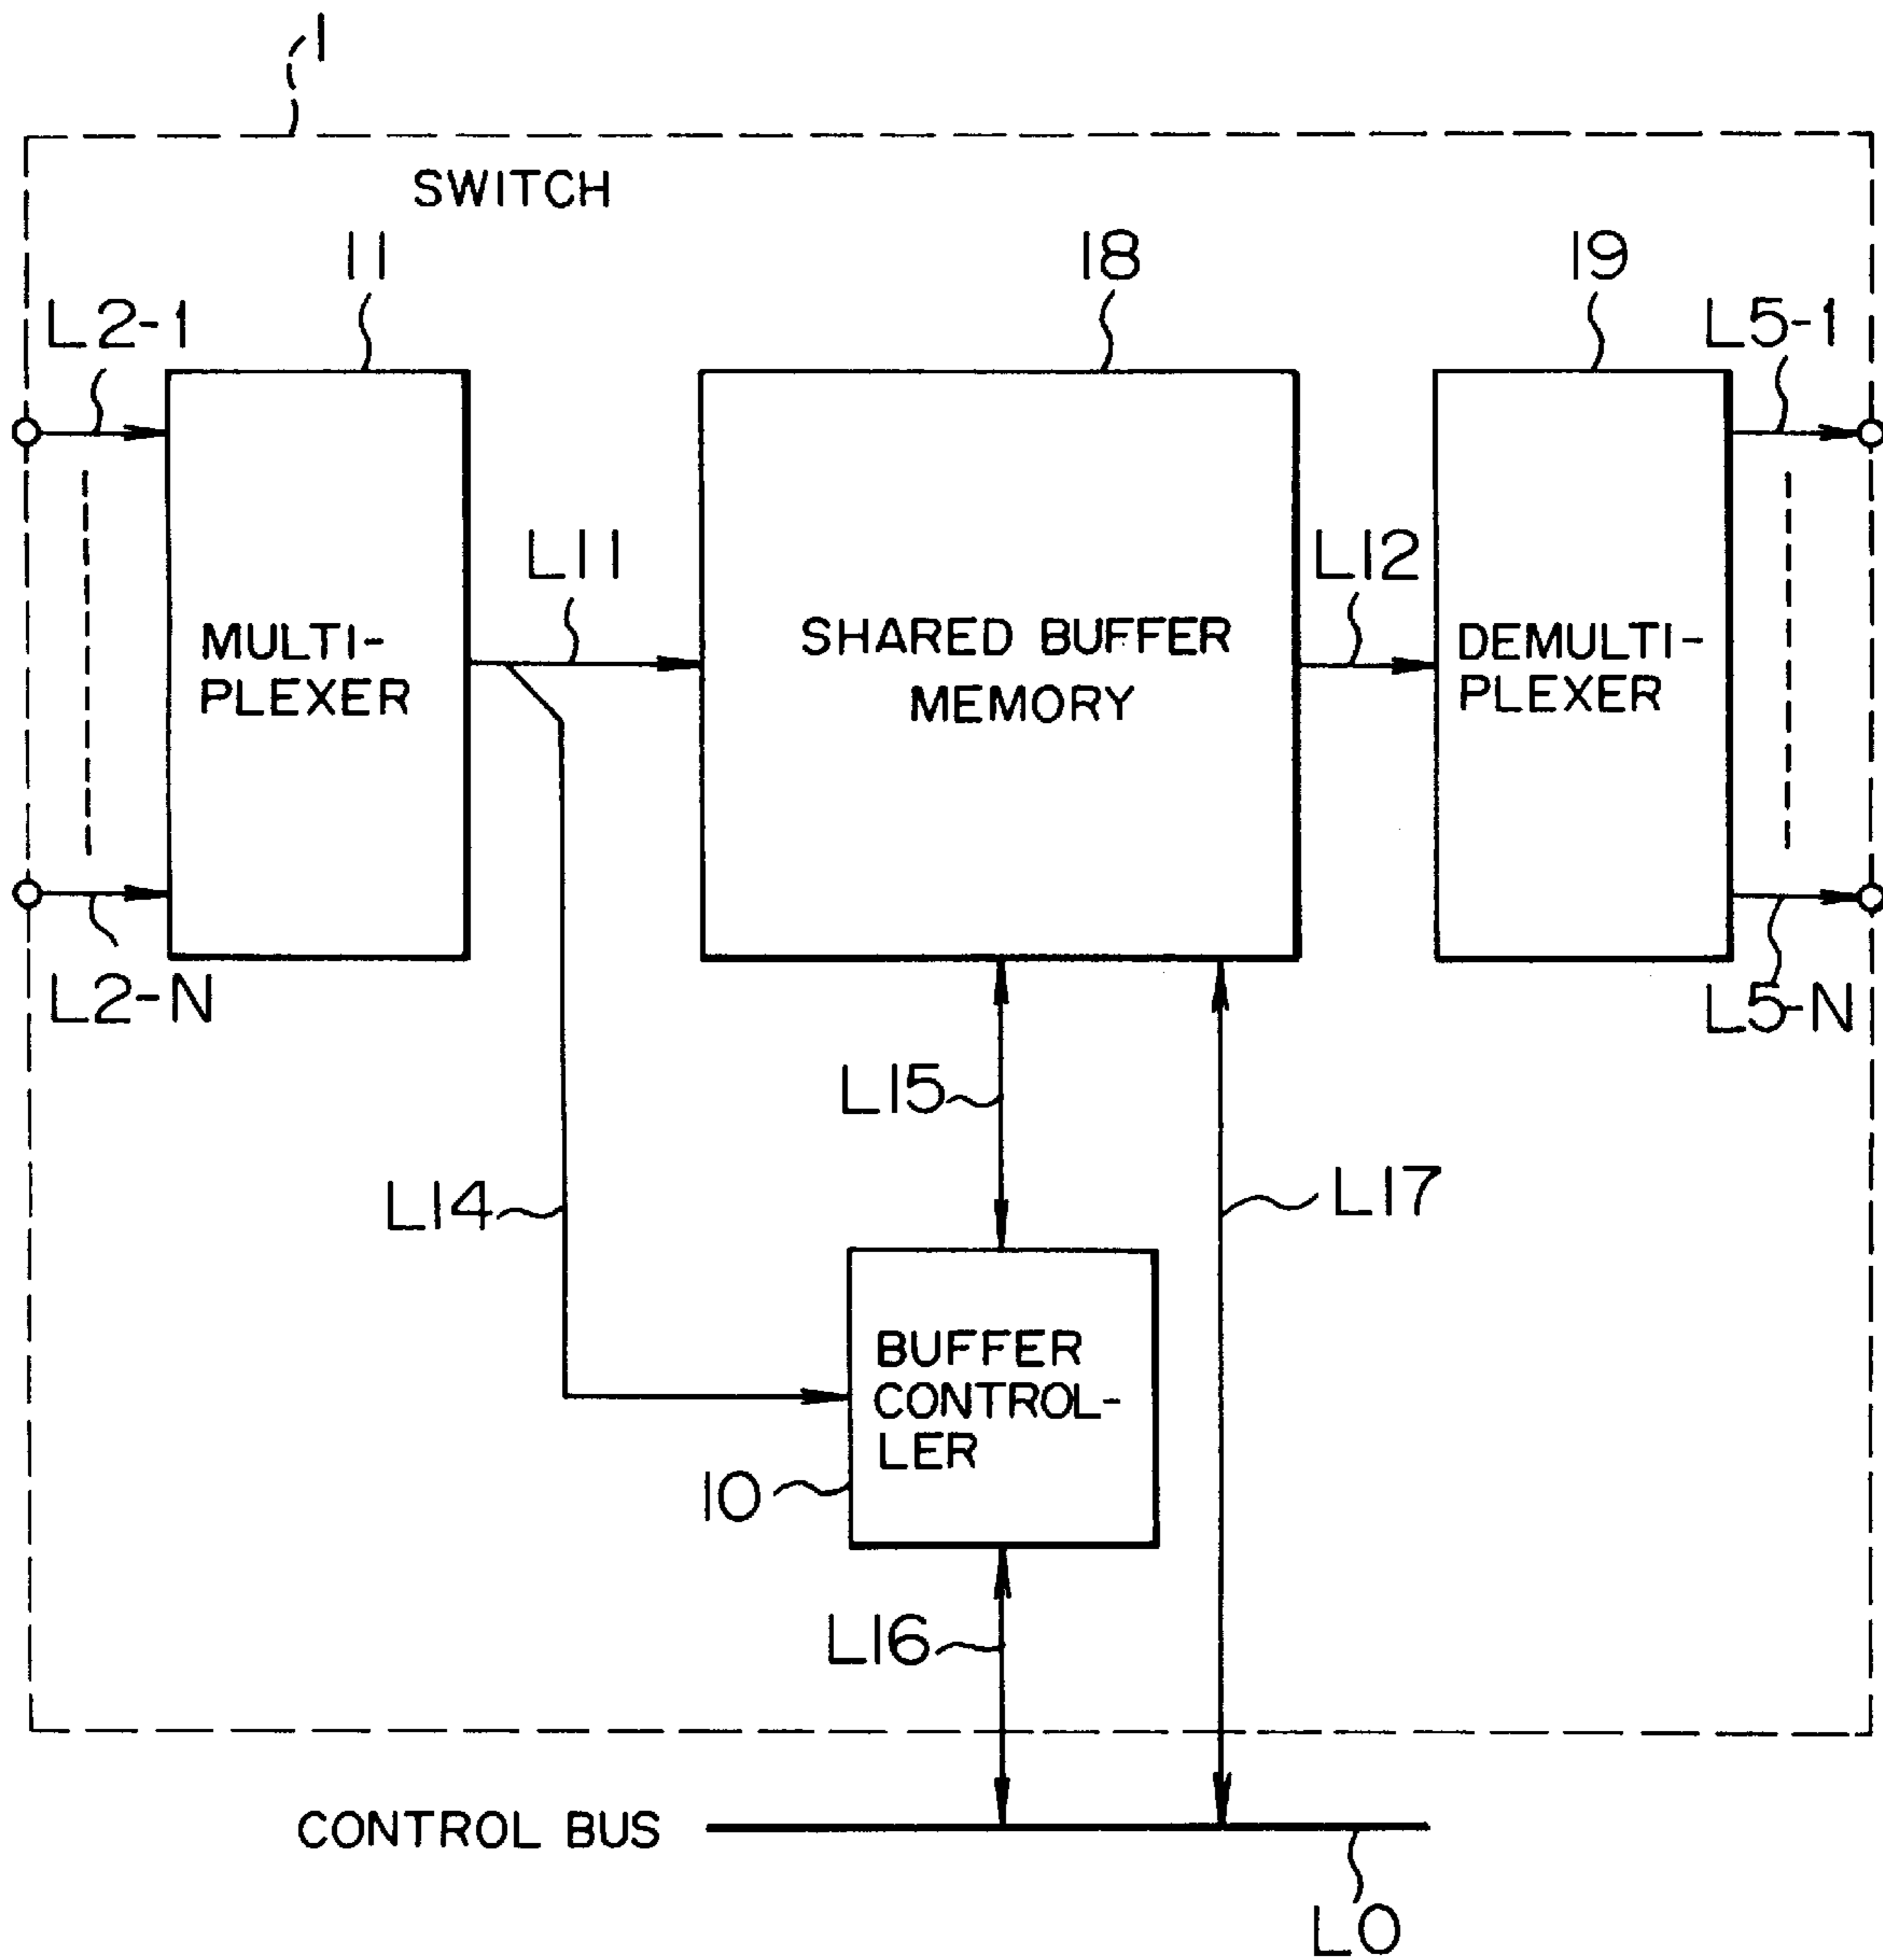 1
SWITCH
11
18
19
L2-1
L5-1
L11
L12
MULTI-
PLEXER
SHARED BUFFER
MEMORY
DEMULTI-
PLEXER
L2-N
L5-N
L15
L14
L17
BUFFER
CONTROL-
LER
10
L16
CONTROL BUS
L0